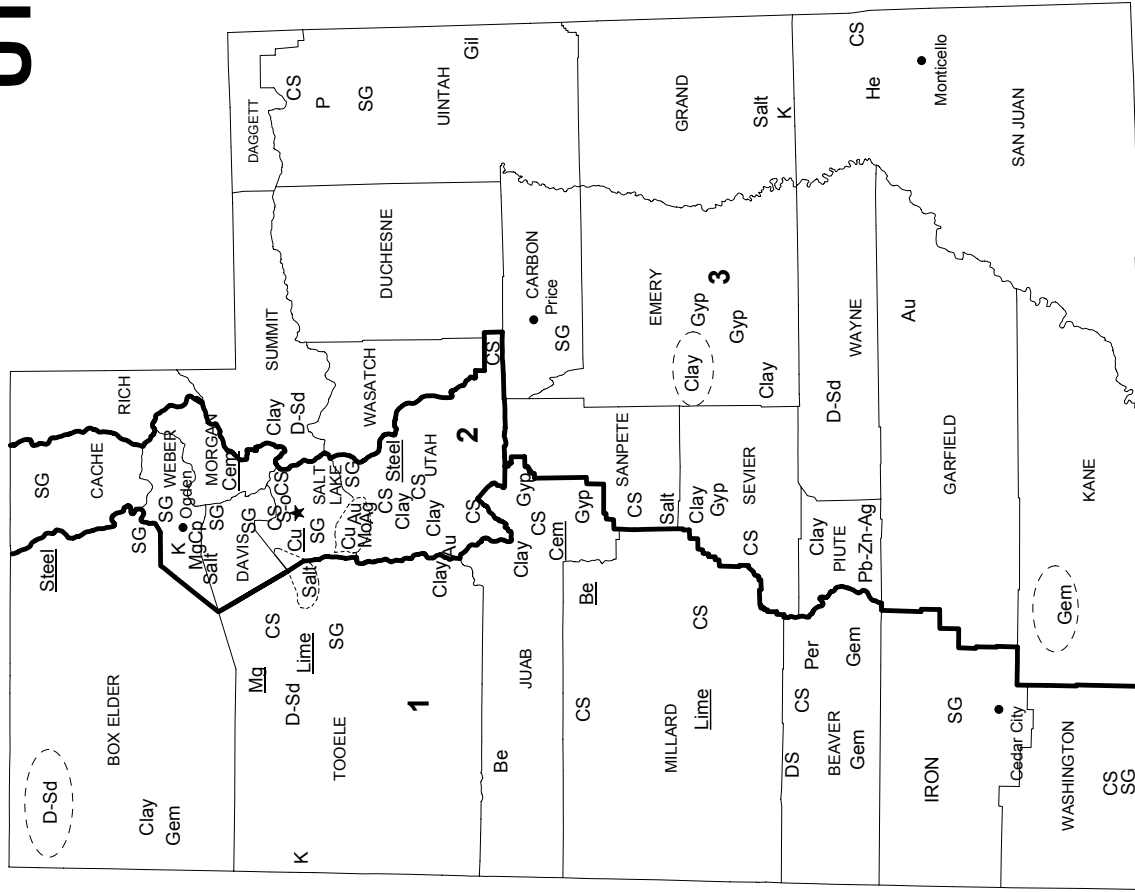 UT
SG
CACHE
RICH
Steel
D-Sd
BOX ELDER
Clay
Gem
SG
SG
WEBER
Ogden
K
MgCp
Salt
MORGAN
Cem
SG
DAVIS
SG
SUMMIT
Clay
D-Sd
DAGGETT
CS
P
SG
UINTAH
Gil
DUCHESNE
WASATCH
CS
CS
S-o
Cu
SG
SALT
LAKE
SG
Cu Au
MoAg
Salt
Mg
CS
D-Sd
Lime
SG
TOOELE
1
K
Steel
UTAH
2
CS
CS
Clay
Clay
CS
Au
Clay
CS
CARBON
Price
SG
JUAB
Be
Clay
CS
Gyp
Cem
Gyp
Be
SANPETE
CS
Salt
EMERY
3
Clay
Gyp
Gyp
Clay
GRAND
Salt
K
CS
MILLARD
Lime
CS
Clay
Gyp
SEVIER
CS
DS
CS
Per
BEAVER
Gem
Gem
Clay
PIUTE
Pb-Zn-Ag
D-Sd
WAYNE
Au
CS
He
Monticello
SAN JUAN
GARFIELD
IRON
SG
Cedar City
WASHINGTON
CS
SG
Gem
KANE